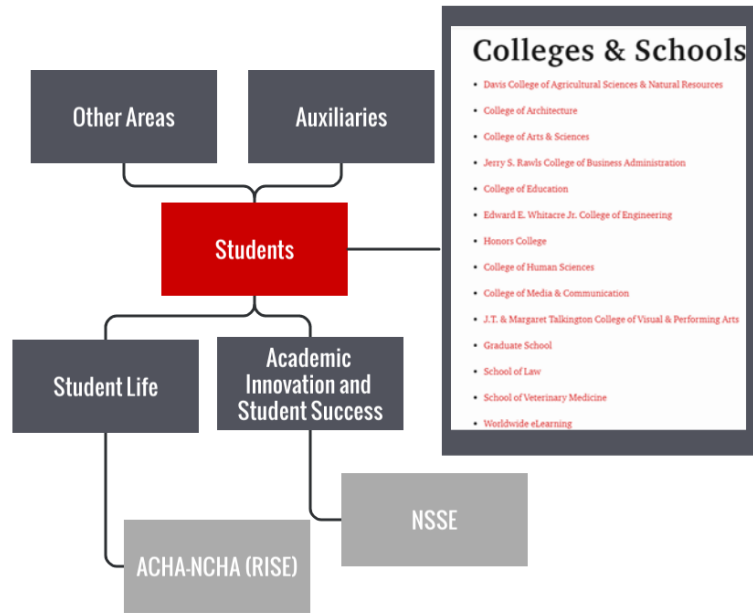 Colleges & Schools
Davis College of Agricultural Sciences & Natural Resources
College of Architecture
College of Arts & Sciences
Jerry S. Rawls College of Business Administration
College of Education
Edward E. Whitacre Jr. College of Engineering
Honors College
College of Human Sciences
College of Media & Communication
J.T. & Margaret Talkington College of Visual & Performing Arts
Graduate School
School of Law
School of Veterinary Medicine
Worldwide eLearning
Other Areas
Auxiliaries
Students
Student Life
Academic
Innovation and
Student Success
NSSE
ACHA-NCHA (RISE)